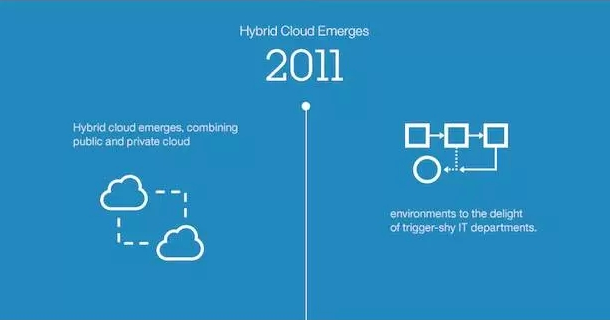 Hybrid Cloud Emerges
2011
Hybrid cloud emerges, combining
public and private cloud
environments to the delight
of trigger-shy IT departments.